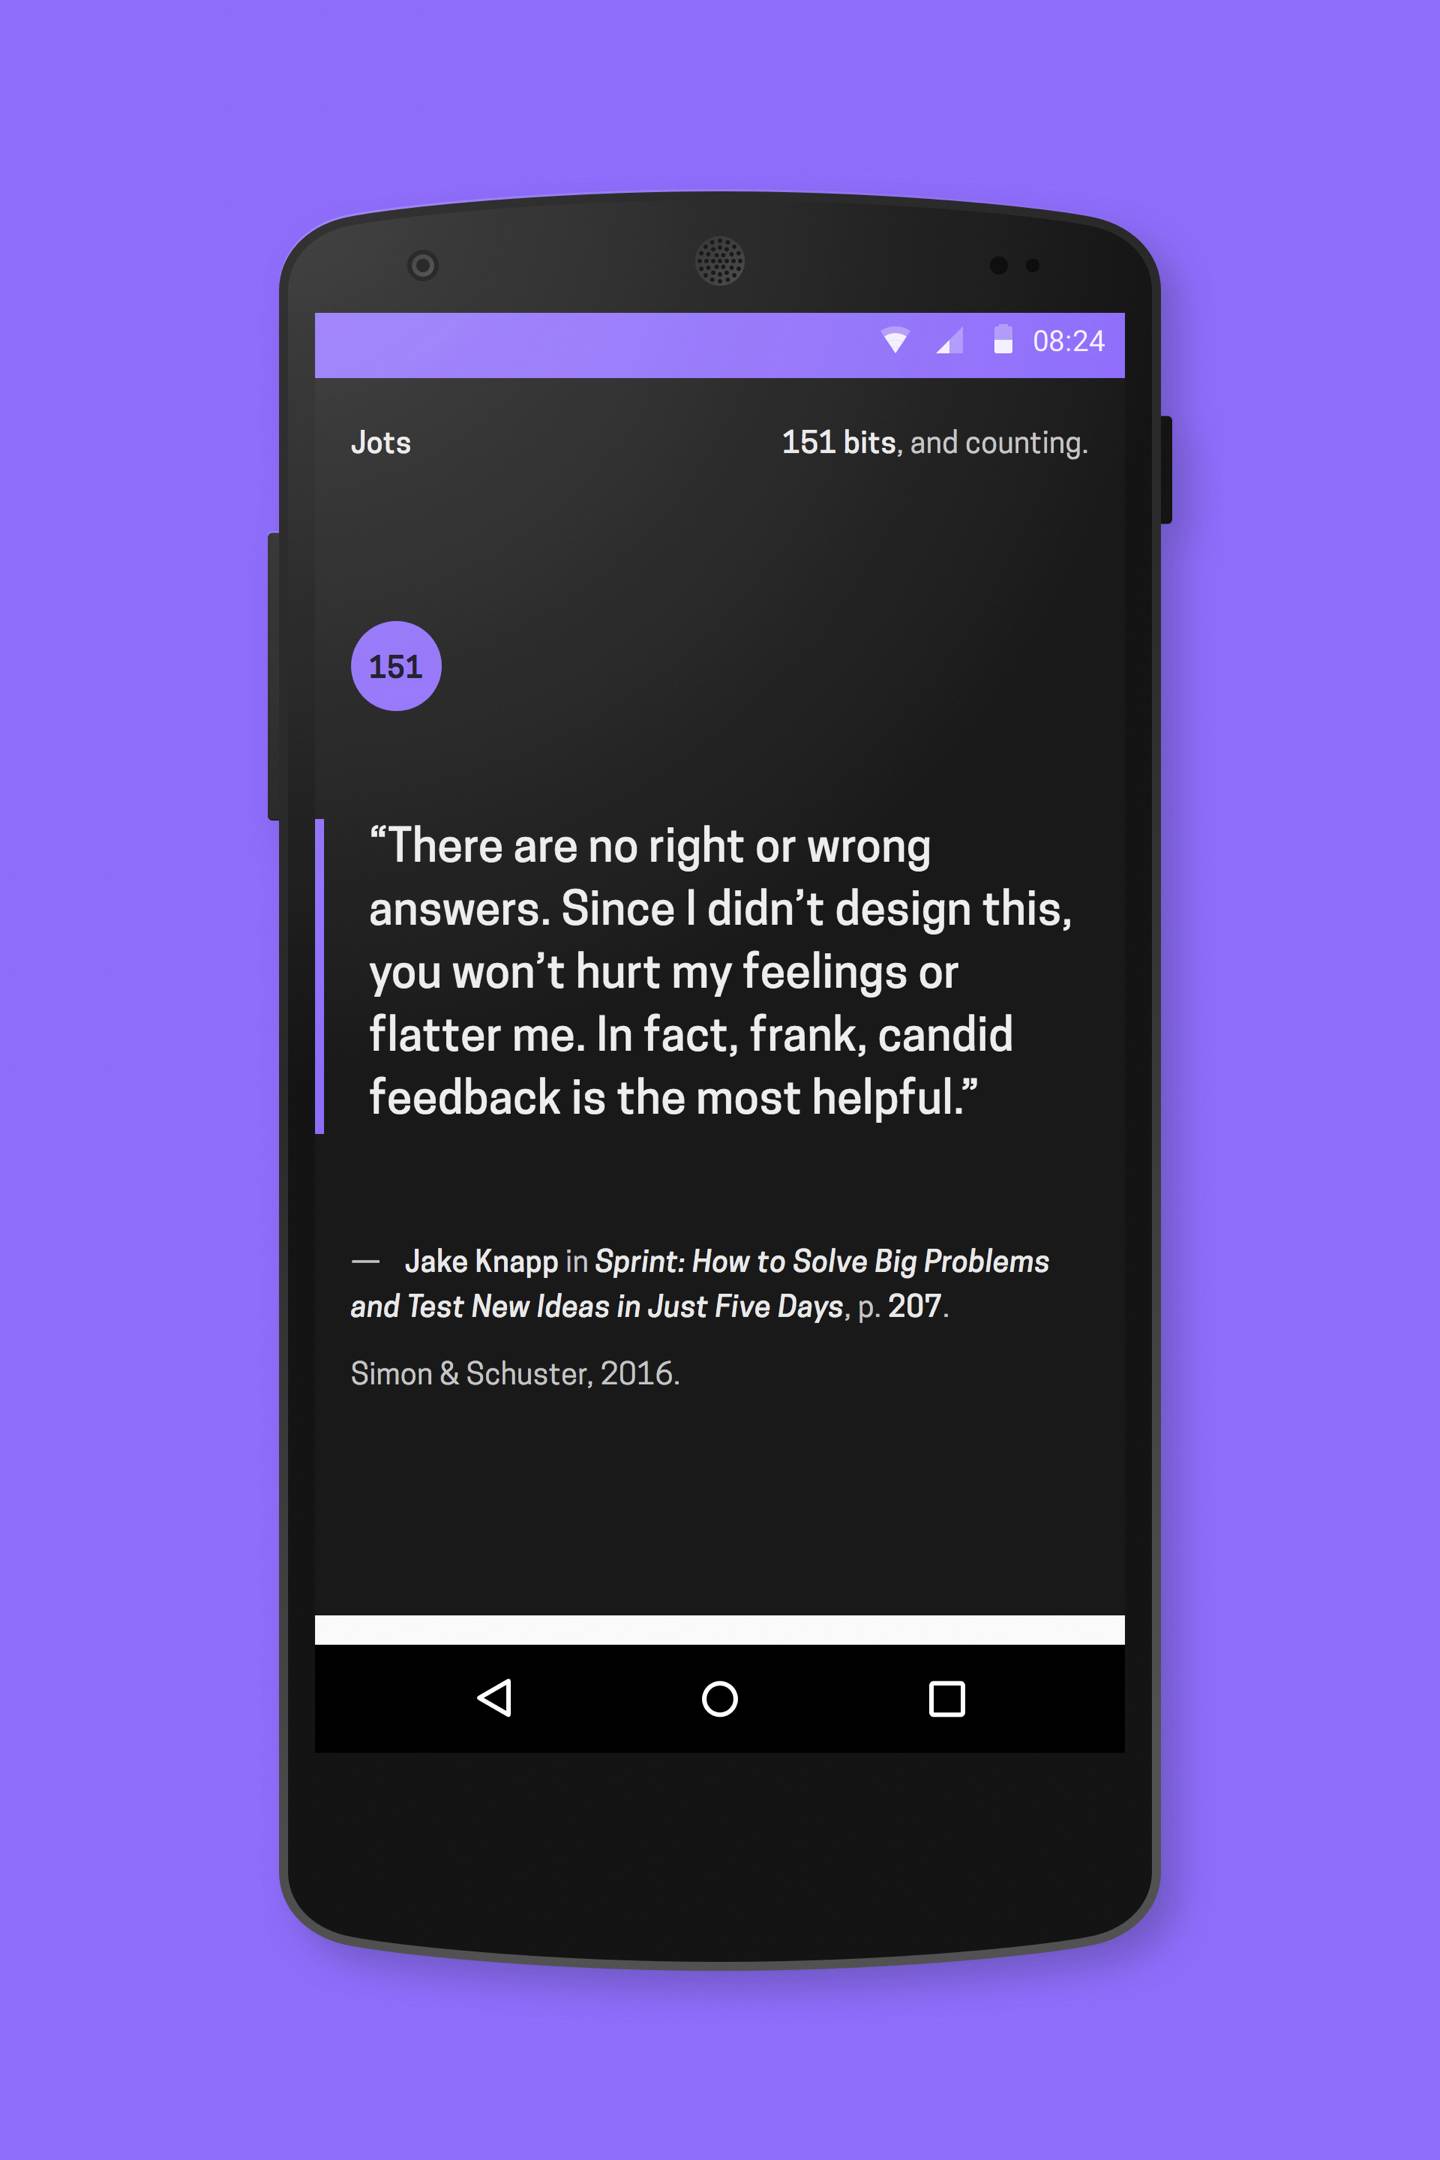 08:24
Jots
151 bits, and counting.
151
“There are no right or wrong
answers. Since I didn’t design this,
you won’t hurt my feelings or
flatter me. In fact, frank, candid
feedback is the most helpful.”
— Jake Knapp in Sprint: How to Solve Big Problems
and Test New Ideas in Just Five Days, p. 207.
Simon & Schuster, 2016.